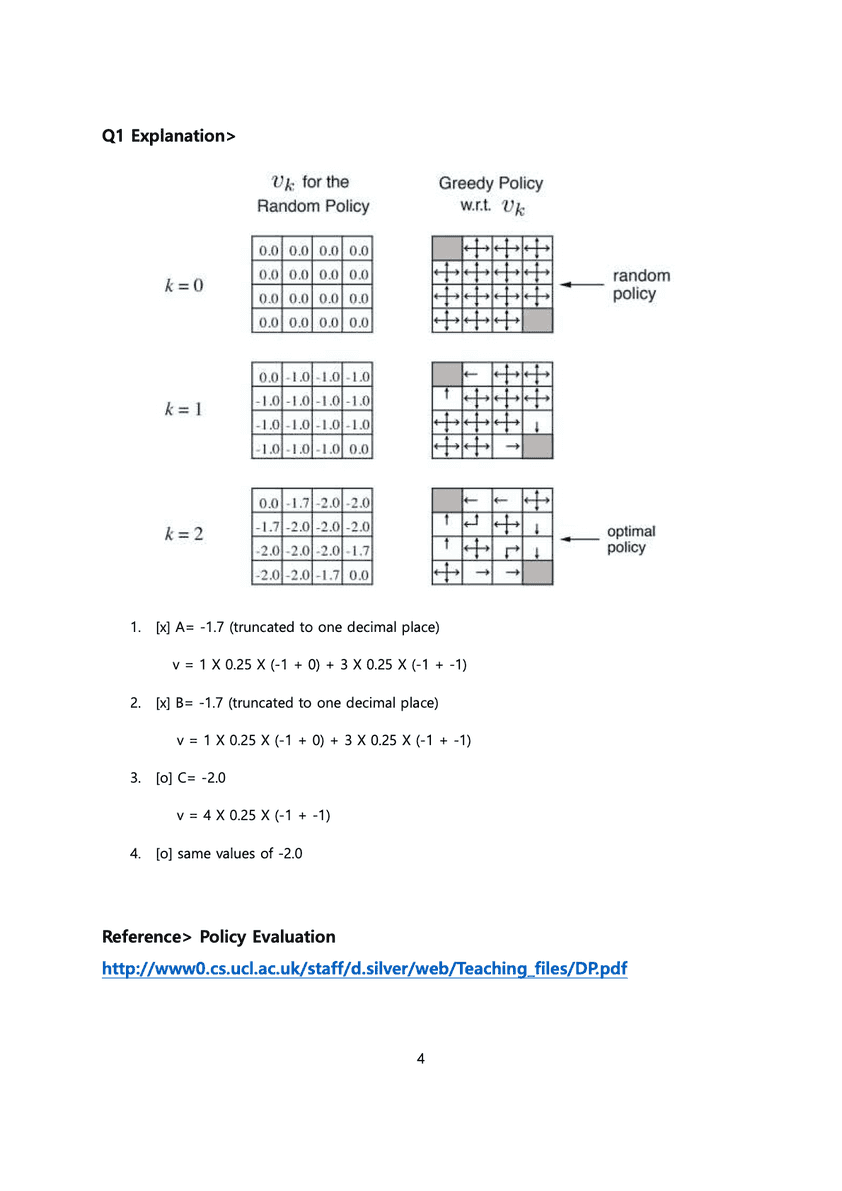 Q1 Explanation>
vk for the
Random Policy
Greedy Policy
w.r.t. vk
k = 0
0.0 0.0 0.0 0.0
0.0 0.0 0.0 0.0
0.0 0.0 0.0 0.0
0.0 0.0 0.0 0.0
random
policy
k = 1
0.0 -1.0 -1.0 -1.0
-1.0 -1.0 -1.0 -1.0
-1.0 -1.0 -1.0 -1.0
-1.0 -1.0 -1.0 0.0
k = 2
0.0 -1.7 -2.0 -2.0
-1.7 -2.0 -2.0 -2.0
-2.0 -2.0 -2.0 -1.7
-2.0 -2.0 -1.7 0.0
optimal
policy
1. [x] A= -1.7 (truncated to one decimal place)
v = 1 X 0.25 X (-1 + 0) + 3 X 0.25 X (-1 + -1)
2. [x] B= -1.7 (truncated to one decimal place)
v = 1 X 0.25 X (-1 + 0) + 3 X 0.25 X (-1 + -1)
3. [o] C= -2.0
v = 4 X 0.25 X (-1 + -1)
4. [o] same values of -2.0
Reference> Policy Evaluation
http://www0.cs.ucl.ac.uk/staff/d.silver/web/Teaching_files/DP.pdf
4